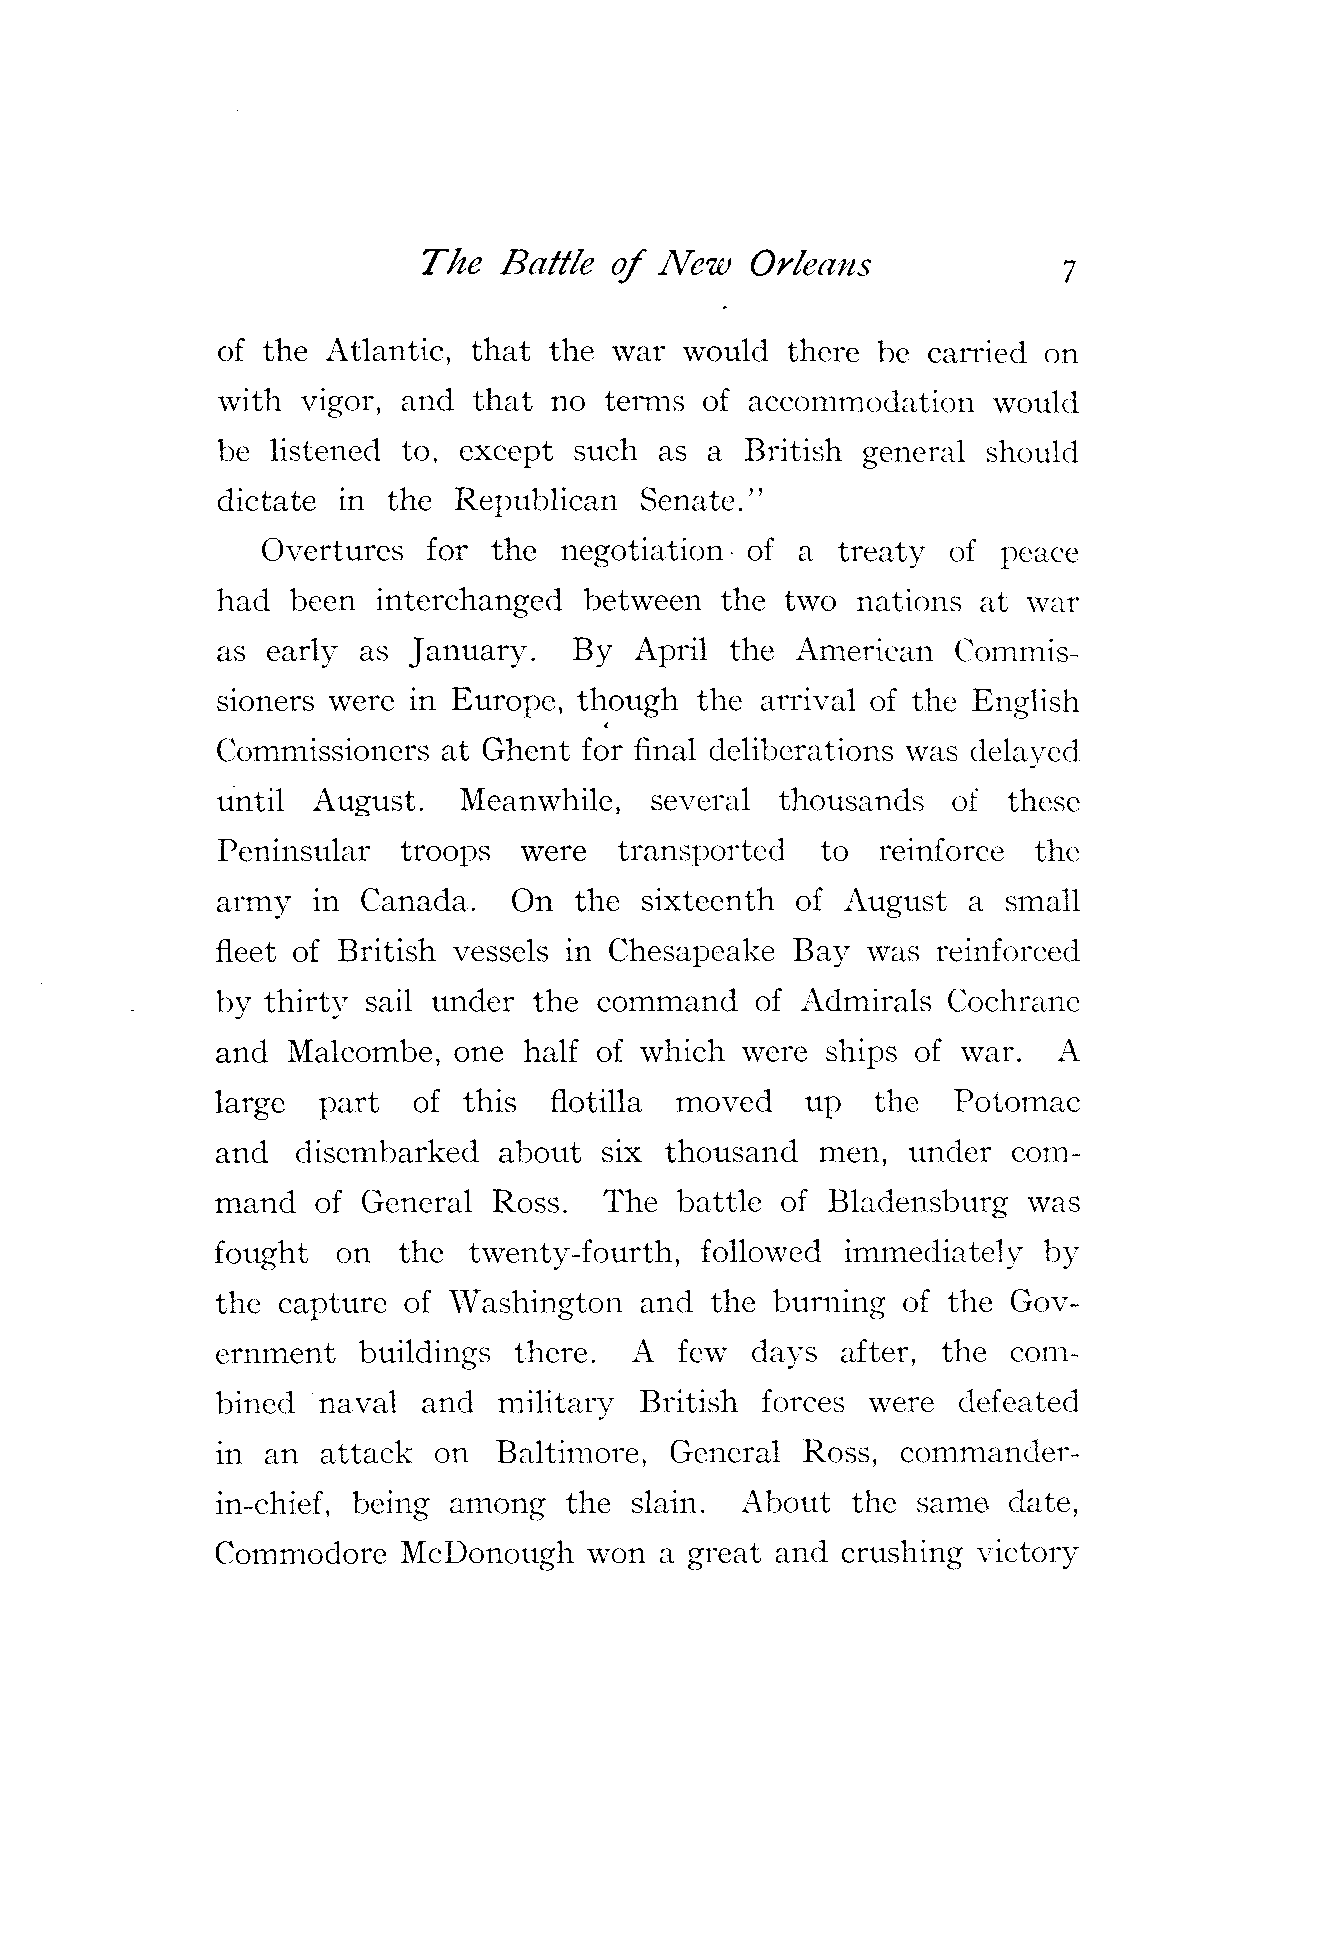 The Battle of New Orleans 7
of the Atlantic, that the war would there be carried on
with vigor, and that no terms of accommodation would
be listened to, except such as a British general should
dictate in the Republican Senate."
Overtures for the negotiation of a treaty of peace
had been interchanged between the two nations at war
as early as January. By April the American Commis-
sioners were in Europe, though the arrival of the English
Commissioners at Ghent for final deliberations was delayed
until August. Meanwhile, several thousands of these
Peninsular troops were transported to reinforce the
army in Canada. On the sixteenth of August a small
fleet of British vessels in Chesapeake Bay was reinforced
by thirty sail under the command of Admirals Cochrane
and Malcombe, one half of which were ships of war. A
large part of this flotilla moved up the Potomac
and disembarked about six thousand men, under com-
mand of General Ross. The battle of Bladensburg was
fought on the twenty-fourth, followed immediately by
the capture of Washington and the burning of the Gov-
ernment buildings there. A few days after, the com-
bined naval and military British forces were defeated
in an attack on Baltimore, General Ross, commander-
in-chief, being among the slain. About the same date,
Commodore McDonough won a great and crushing victory